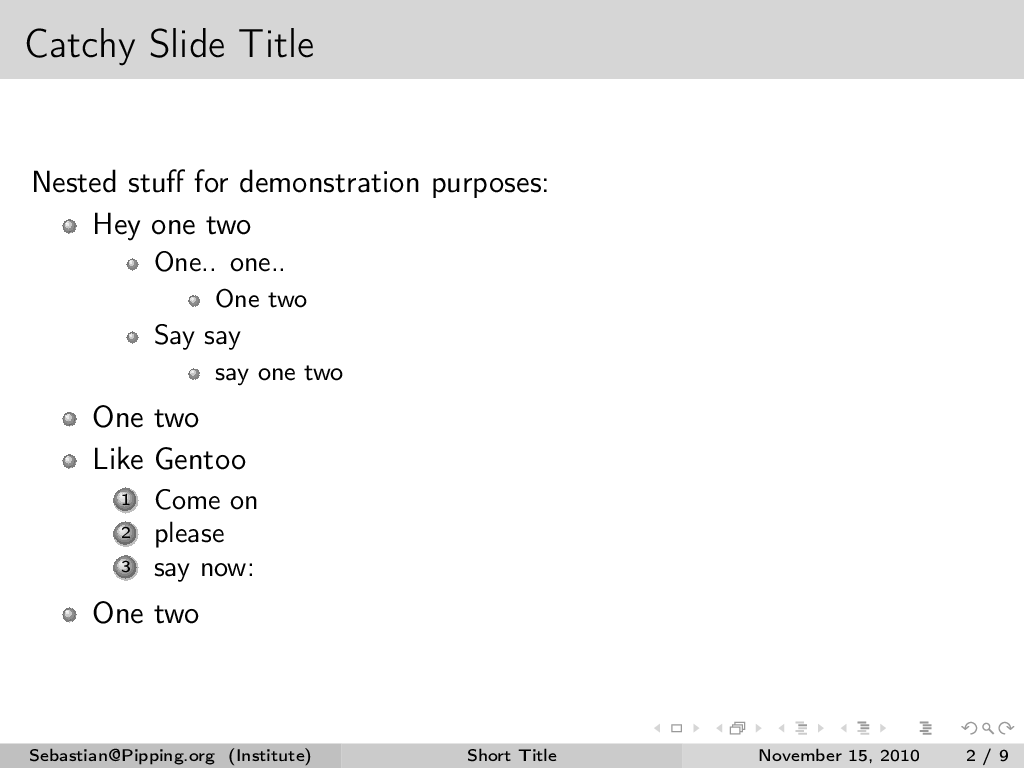 Catchy Slide Title
Nested stuff for demonstration purposes:
Hey one two
One.. one..
One two
Say say
say one two
One two
Like Gentoo
1 Come on
2 please
3 say now:
One two
Sebastian@Pipping.org (Institute) Short Title November 15, 2010 2 / 9